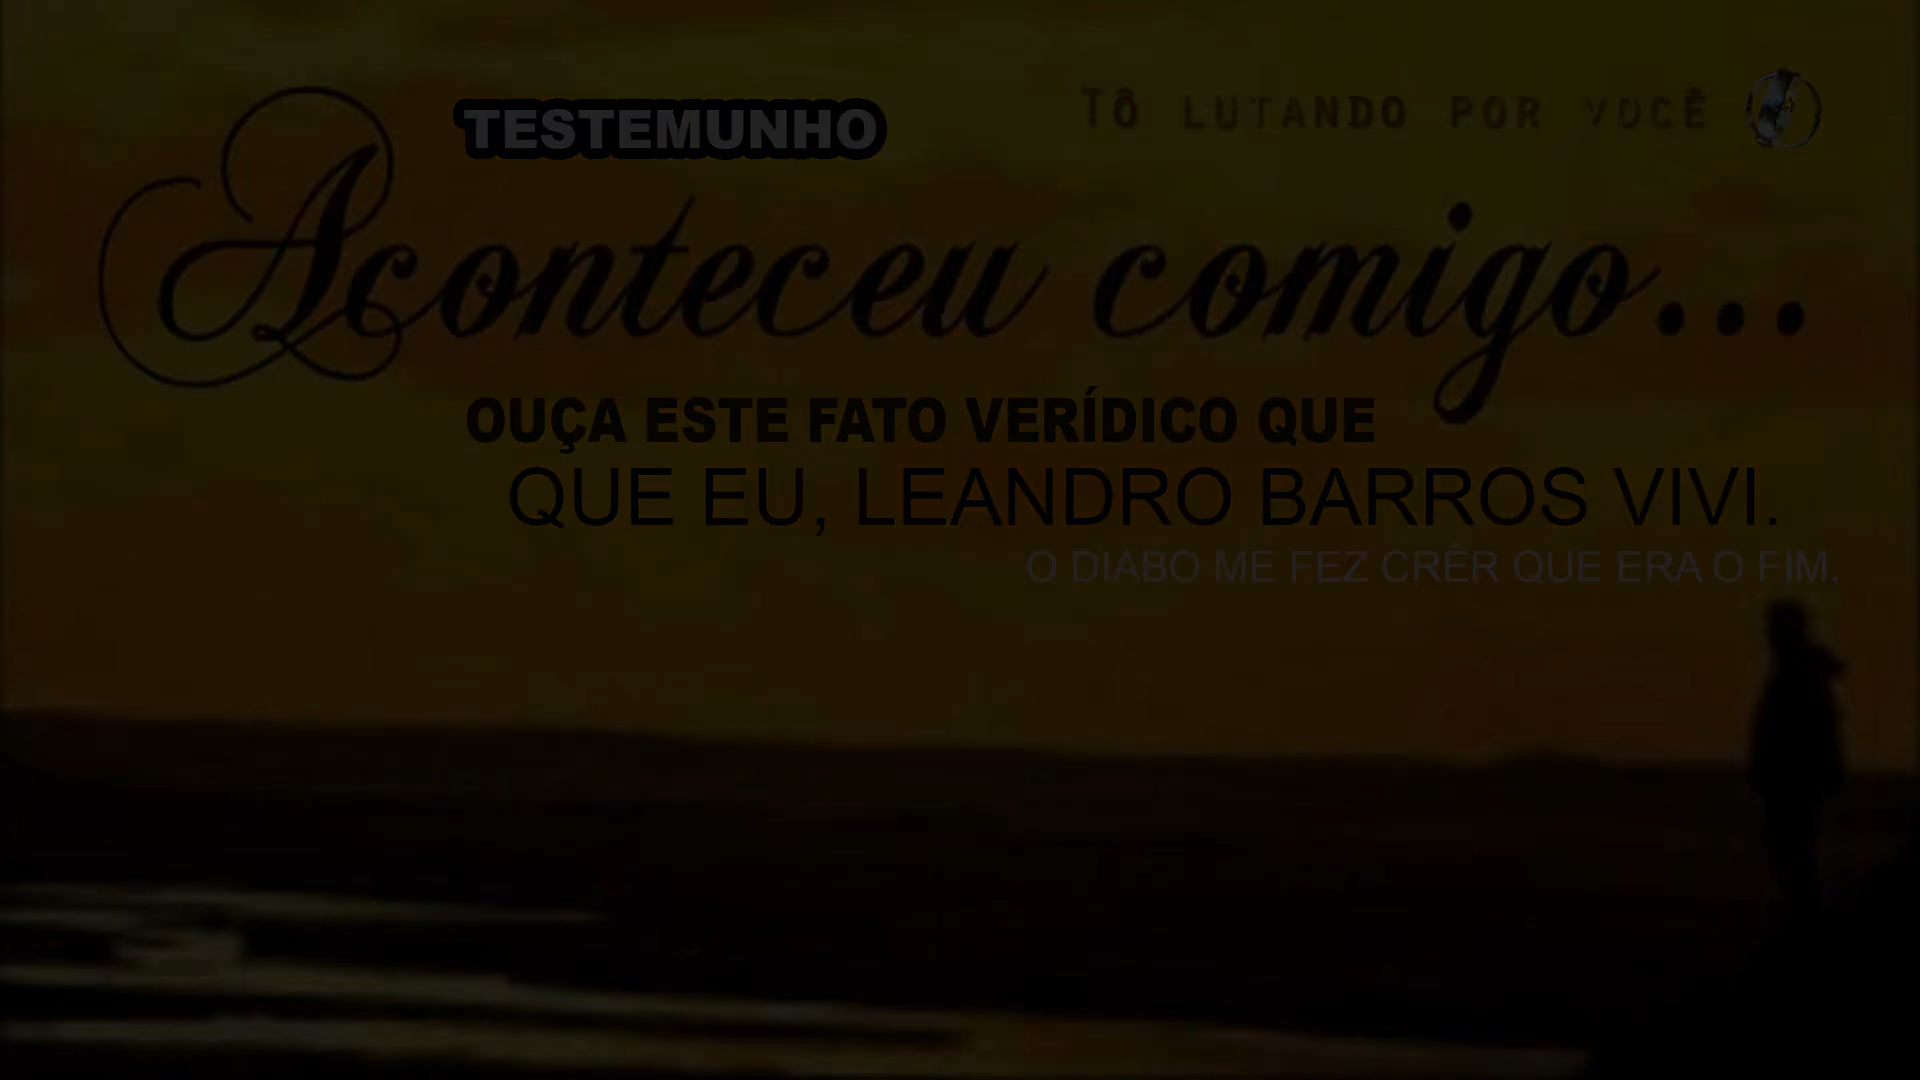 TESTEMUNHO
TÔ LUTANDO POR VOCÊ
Aconteceu comigo...
OUÇA ESTE FATO VERÍDICO QUE
QUE EU, LEANDRO BARROS VIVI.
O DIABO ME FEZ CRÊR QUE ERA O FIM.